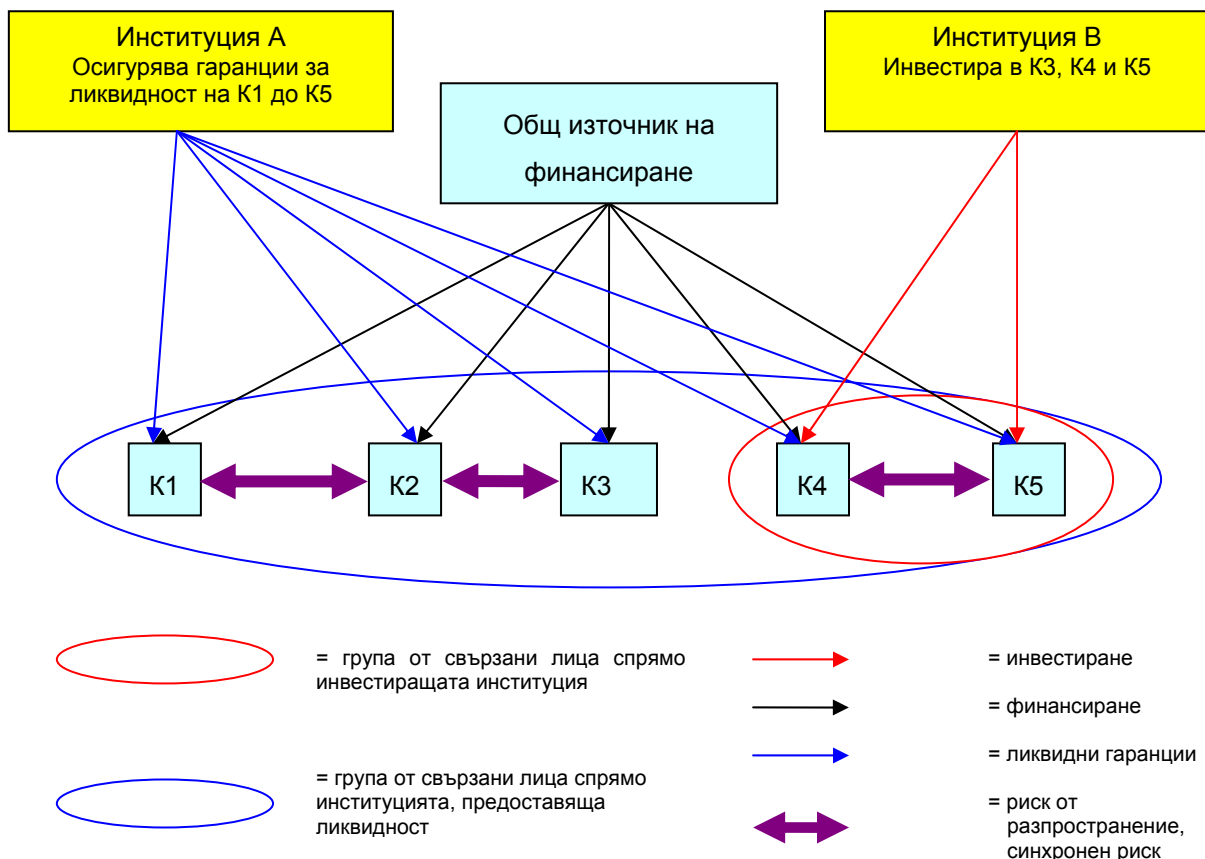 Институция А
Осигурява гаранции за
ликвидност на К1 до К5
Институция В
Инвестира в К3, К4 и К5
Общ източник на
финансиране
К1
К2
К3
К4
К5
= група от свързани лица спрямо
инвестиращата институция
= група от свързани лица спрямо
институцията, предоставяща
ликвидност
= инвестиране
= финансиране
= ликвидни гаранции
= риск от
разпространение,
синхронен риск